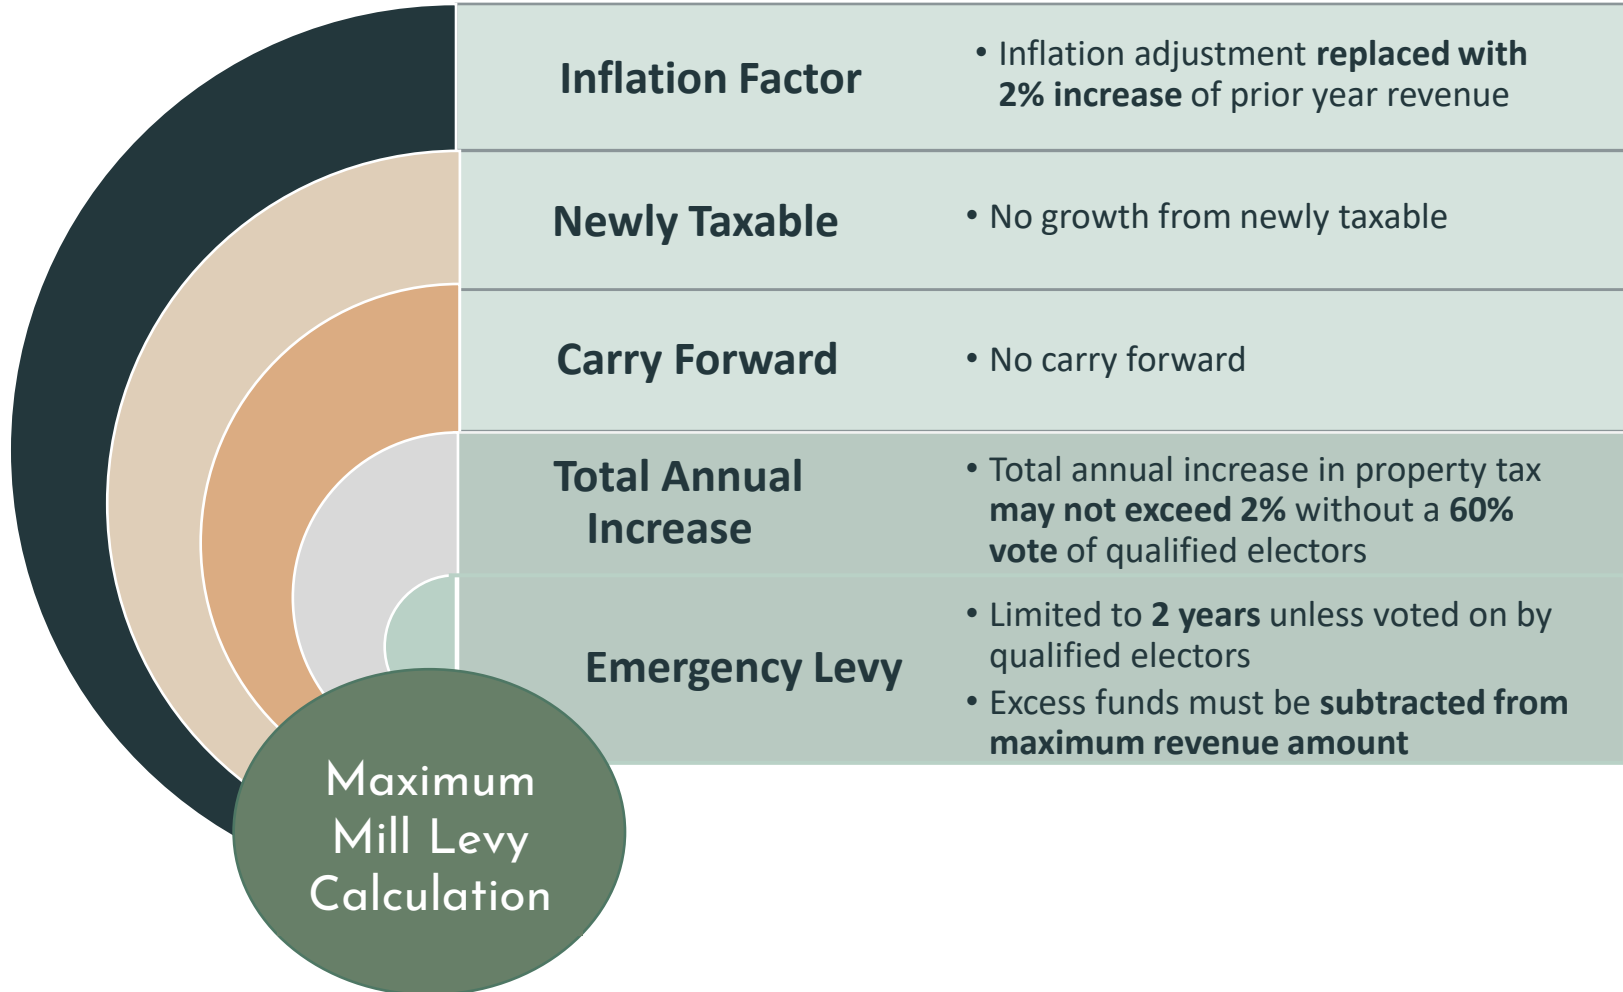 Inflation Factor
• Inflation adjustment replaced with
2% increase of prior year revenue
Newly Taxable
• No growth from newly taxable
Carry Forward
• No carry forward
Total Annual
Increase
• Total annual increase in property tax
may not exceed 2% without a 60%
vote of qualified electors
Emergency Levy
• Limited to 2 years unless voted on by
qualified electors
• Excess funds must be subtracted from
maximum revenue amount
Maximum
Mill Levy
Calculation